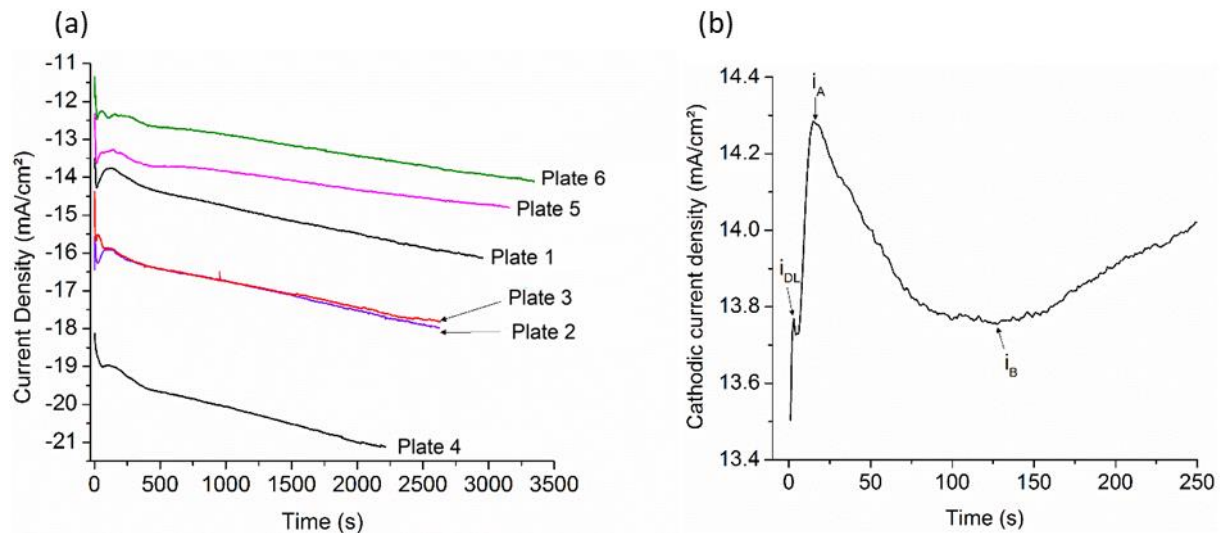 (a)
Current Density (mA/cm²)
-11
-12
-13
-14
-15
-16
-17
-18
-19
-20
-21
Plate 6
Plate 5
Plate 1
Plate 3
Plate 2
Plate 4
0 500 1000 1500 2000 2500 3000 3500
Time (s)
(b)
Cathodic current density (mA/cm²)
14.4
14.2
14.0
13.8
13.6
13.4
iA
iDL
iB
0 50 100 150 200 250
Time (s)